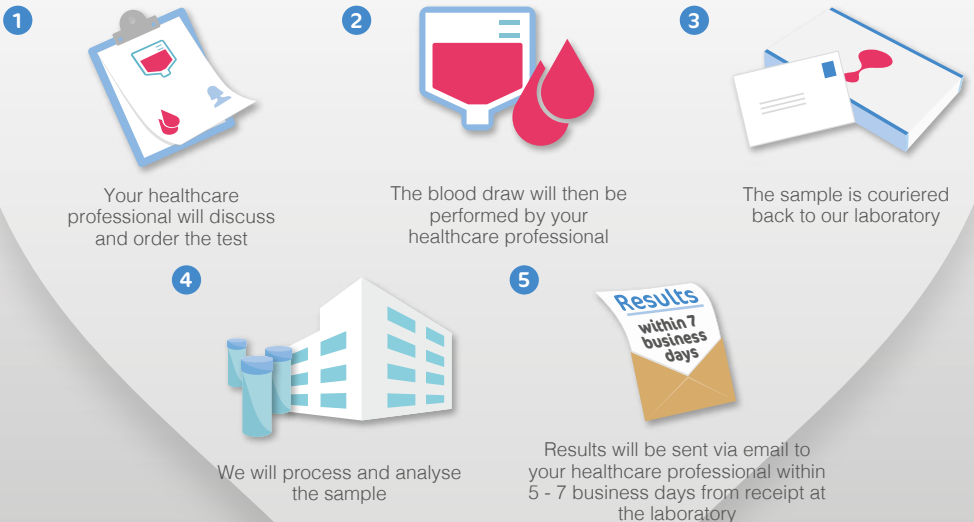 1
Your healthcare
professional will discuss
and order the test
2
The blood draw will then be
performed by your
healthcare professional
3
The sample is couriered
back to our laboratory
4
We will process and analyse
the sample
5
Results
within 7
business
days
Results will be sent via email to
your healthcare professional within
5 - 7 business days from receipt at
the laboratory